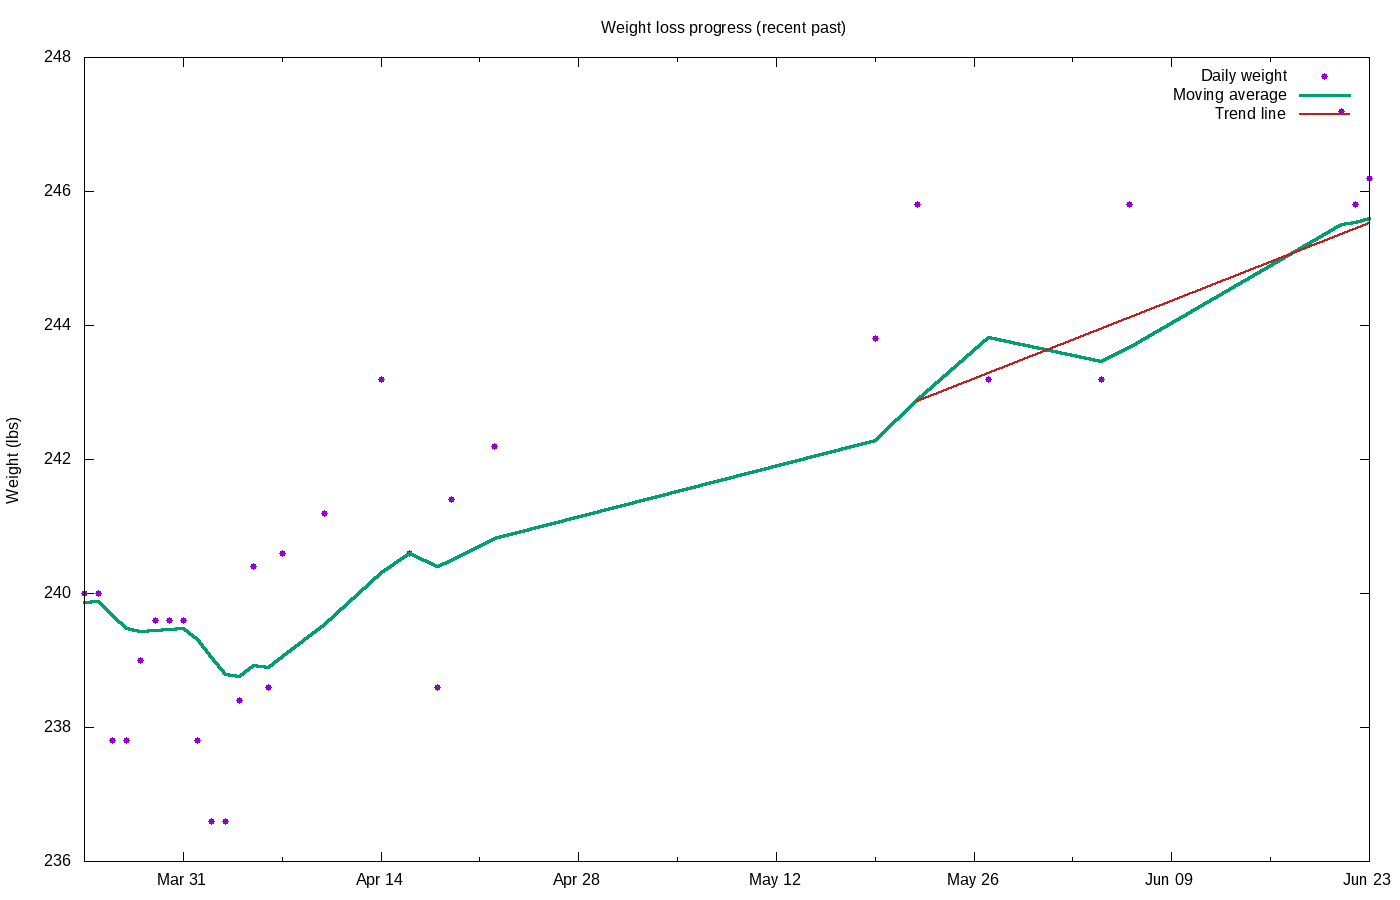 Weight loss progress (recent past)
248
246
244
242
240
238
236
Weight (lbs)
Daily weight
Moving average
Trend line
Mar 31
Apr 14
Apr 28
May 12
May 26
Jun 09
Jun 23